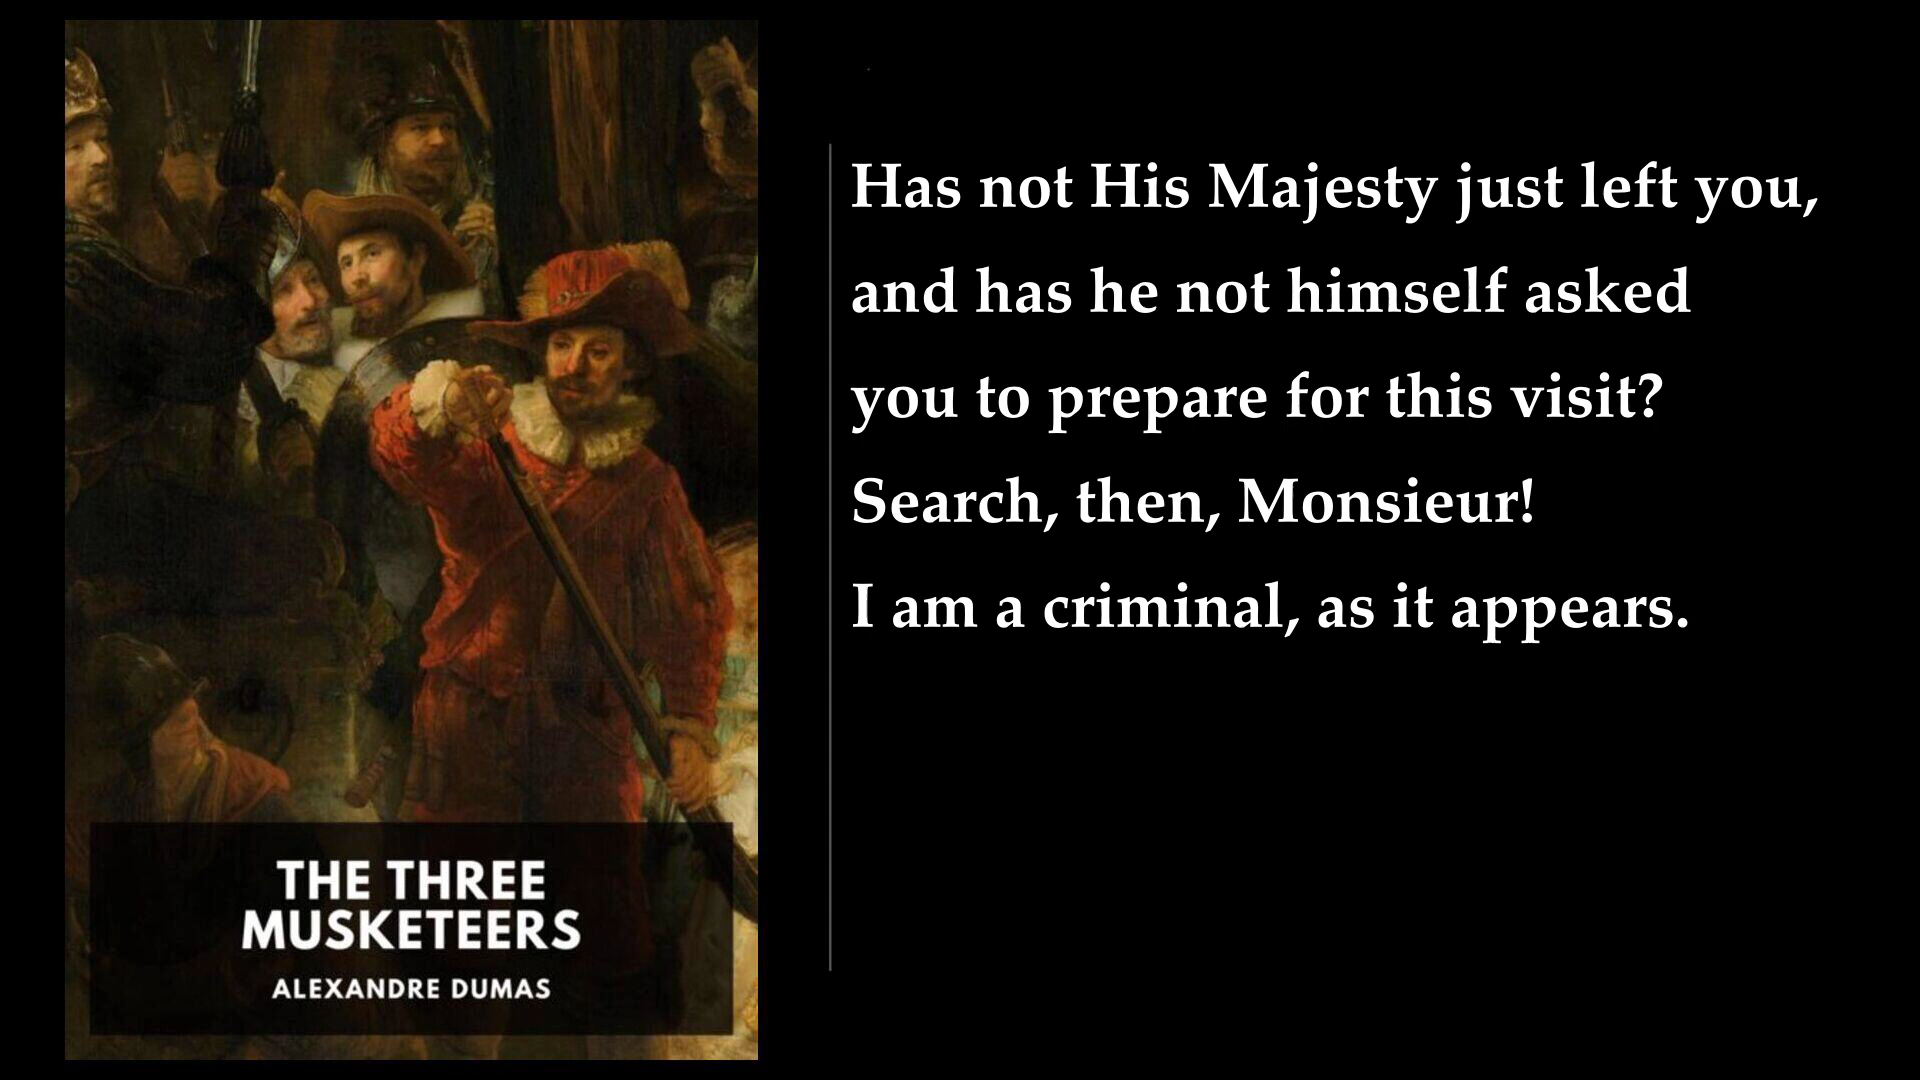 Has not His Majesty just left you,
and has he not himself asked
you to prepare for this visit?
Search, then, Monsieur!
I am a criminal, as it appears.
THE THREE
MUSKETEERS
ALEXANDRE DUMAS